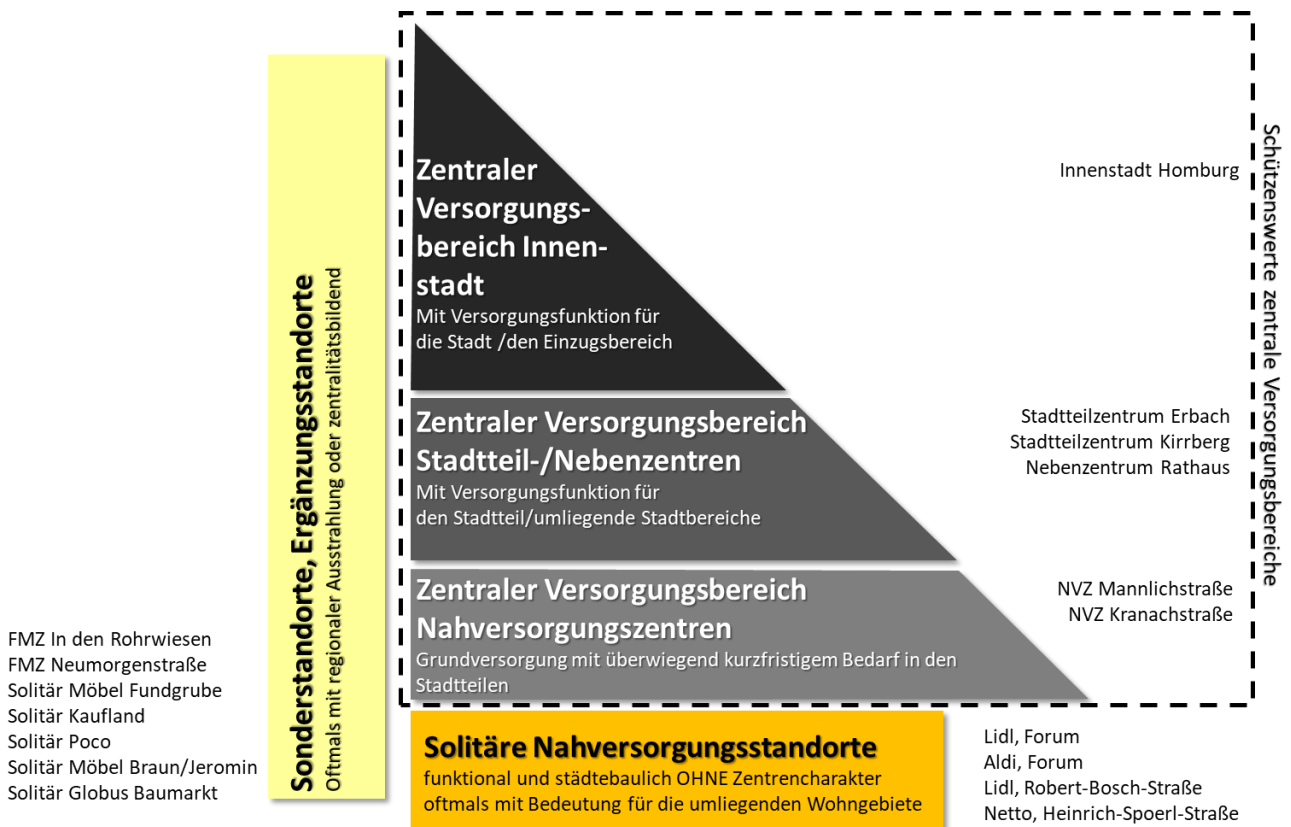 Zentraler
Versorgungs-
bereich Innen-
stadt
Mit Versorgungsfunktion für
die Stadt /den Einzugsbereich
Innenstadt Homburg
Zentraler Versorgungsbereich
Stadtteil-/Nebenzentren
Mit Versorgungsfunktion für
den Stadtteil/umliegende Stadtbereiche
Stadtteilzentrum Erbach
Stadtteilzentrum Kirrberg
Nebenzentrum Rathaus
Zentraler Versorgungsbereich
Nahversorgungszentren
Grundversorgung mit überwiegend kurzfristigem Bedarf in den
Stadtteilen
NVZ Mannlichstraße
NVZ Kranachstraße
Schützenswerte zentrale Versorgungsbereiche
Sonderstandorte, Ergänzungsstandorte
Oftmals mit regionaler Ausstrahlung oder zentralitätsbildend
FMZ In den Rohrwiesen
FMZ Neumorgenstraße
Solitär Möbel Fundgrube
Solitär Kaufland
Solitär Poco
Solitär Möbel Braun/Jeromin
Solitär Globus Baumarkt
Solitäre Nahversorgungsstandorte
funktional und städtebaulich OHNE Zentrencharakter
oftmals mit Bedeutung für die umliegenden Wohngebiete
Lidl, Forum
Aldi, Forum
Lidl, Robert-Bosch-Straße
Netto, Heinrich-Spoerl-Straße